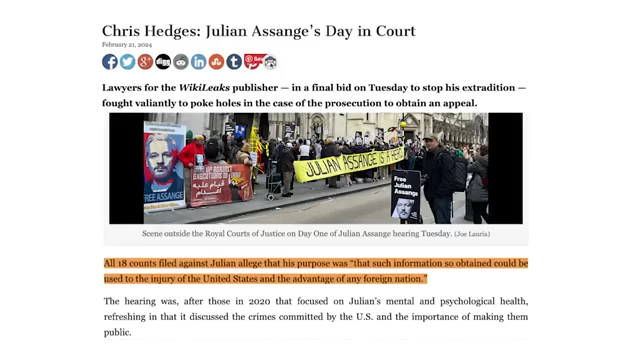 Chris Hedges: Julian Assange's Day in Court
February 21, 2024
digg
Save
Lawyers for the WikiLeaks publisher — in a final bid on Tuesday to stop his extradition —
fought valiantly to poke holes in the case of the prosecution to obtain an appeal.
JULIAN ASSANGE IS A HERO
FREE ASSANGE
Free
Julian
Assange
Scene outside the Royal Courts of Justice on Day One of Julian Assange hearing Tuesday. (Joe Lauria)
All 18 counts filed against Julian allege that his purpose was “that such information so obtained could be
used to the injury of the United States and the advantage of any foreign nation.”
The hearing was, after those in 2020 that focused on Julian's mental and psychological health,
refreshing in that it discussed the crimes committed by the U.S. and the importance of making them
public.